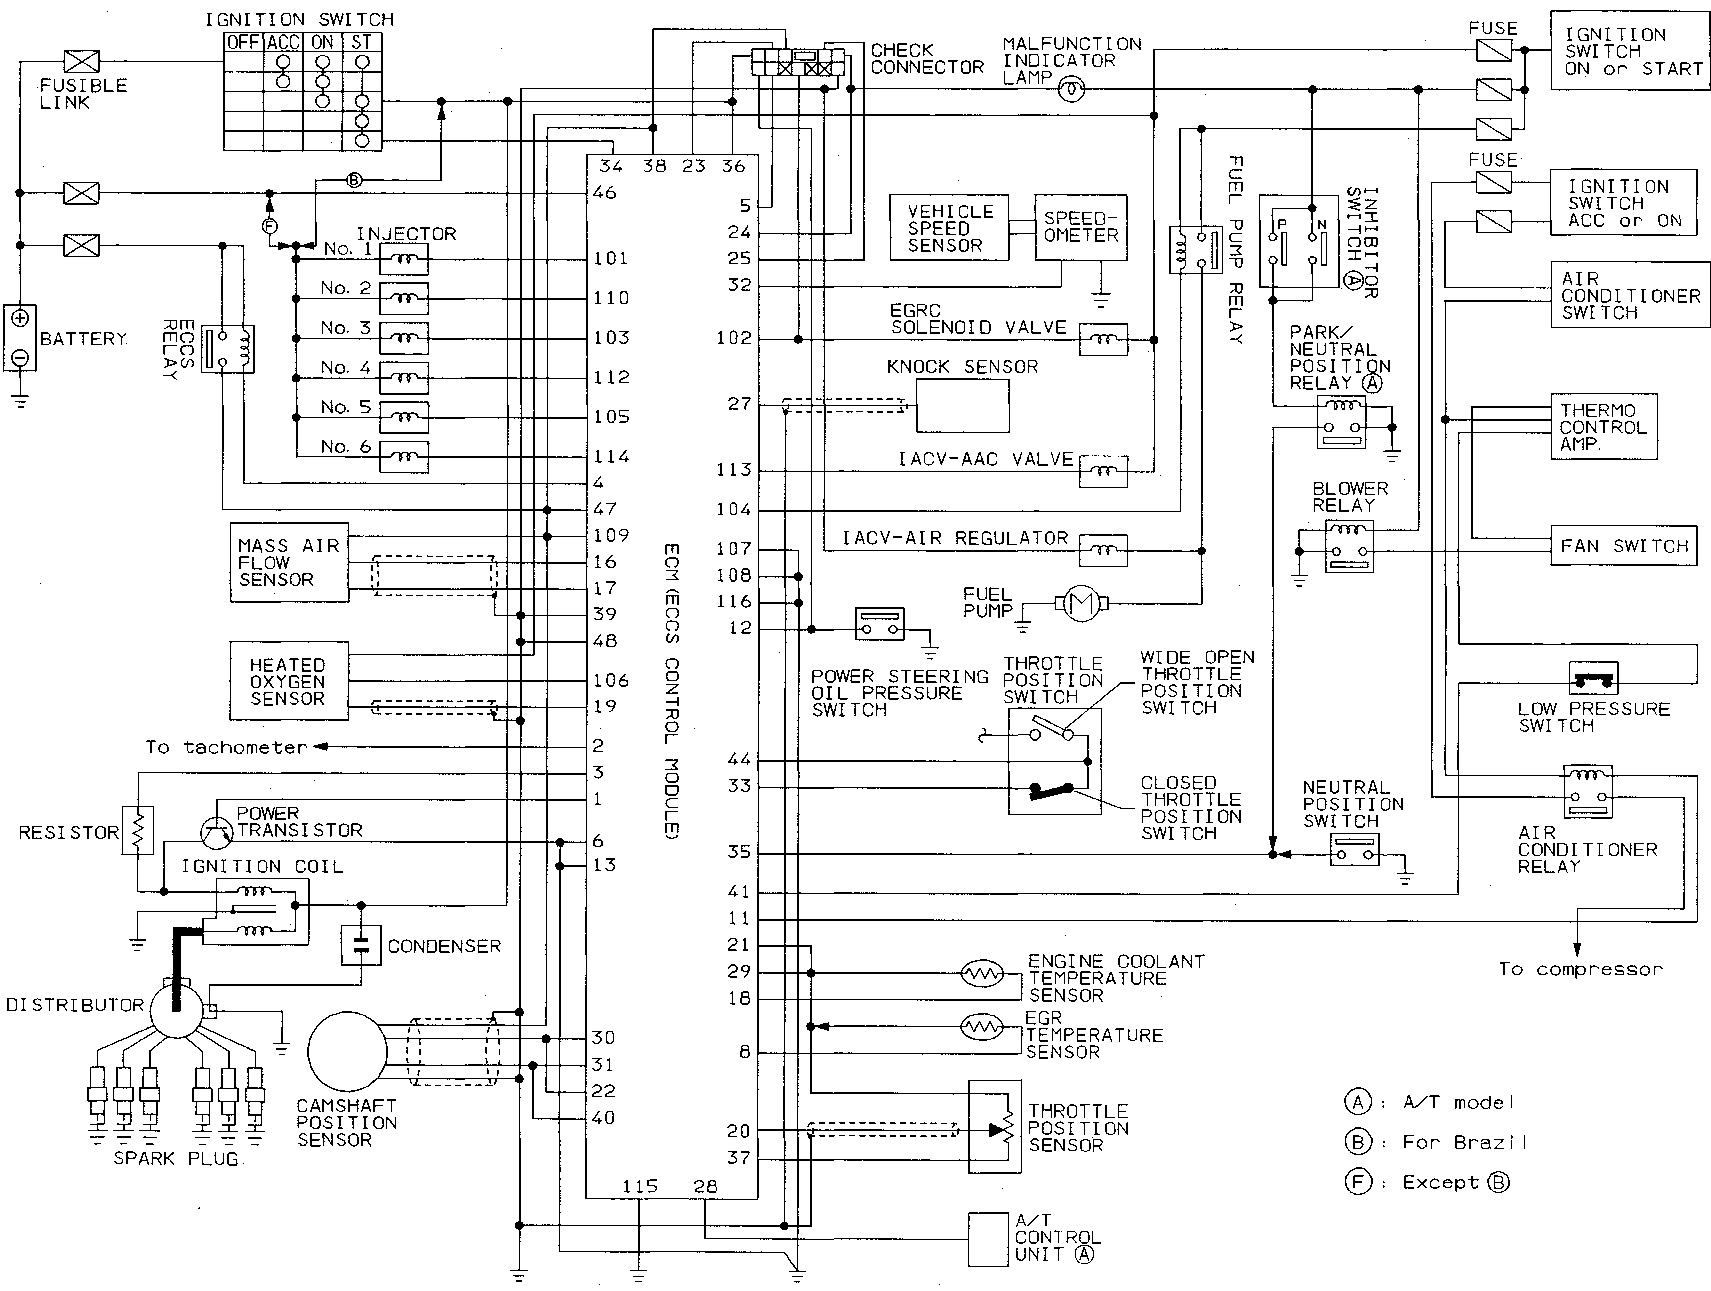 IGNITION SWITCH
OFF ACC ON ST
FUSIBLE
LINK
BATTERY
ECCS
RELAY
B
F
INJECTOR
No. 1
No. 2
No. 3
No. 4
No. 5
No. 6
MASS AIR
FLOW
SENSOR
HEATED
OXYGEN
SENSOR
To tachometer
RESISTOR
POWER
TRANSISTOR
IGNITION COIL
CONDENSER
DISTRIBUTOR
SPARK PLUG
CAMSHAFT
POSITION
SENSOR
34 38 23 36
46
101
110
103
112
105
114
4
47
109
16
17
39
48
106
19
2
3
1
6
13
30
31
22
40
115 28
ECM (ECCS CONTROL MODULE)
5
24
25
32
102
27
113
104
107
108
116
12
44
33
35
41
11
21
29
18
8
20
37
CHECK
CONNECTOR
MALFUNCTION
INDICATOR
LAMP
VEHICLE
SPEED
SENSOR
SPEED-
OMETER
EGRC
SOLENOID VALVE
KNOCK SENSOR
IACV-AAC VALVE
IACV-AIR REGULATOR
FUEL
PUMP
M
POWER STEERING
OIL PRESSURE
SWITCH
THROTTLE
POSITION
SWITCH
WIDE OPEN
THROTTLE
POSITION
SWITCH
CLOSED
THROTTLE
POSITION
SWITCH
ENGINE COOLANT
TEMPERATURE
SENSOR
EGR
TEMPERATURE
SENSOR
THROTTLE
POSITION
SENSOR
A/T
CONTROL
UNIT A
FUEL PUMP RELAY
P N
INHIBITOR
SWITCH A
PARK/
NEUTRAL
POSITION
RELAY A
BLOWER
RELAY
NEUTRAL
POSITION
SWITCH
FUSE
IGNITION
SWITCH
ON or START
FUSE
IGNITION
SWITCH
ACC or ON
AIR
CONDITIONER
SWITCH
THERMO
CONTROL
AMP.
FAN SWITCH
LOW PRESSURE
SWITCH
AIR
CONDITIONER
RELAY
To compressor
A : A/T model
B : For Brazil
F : Except B